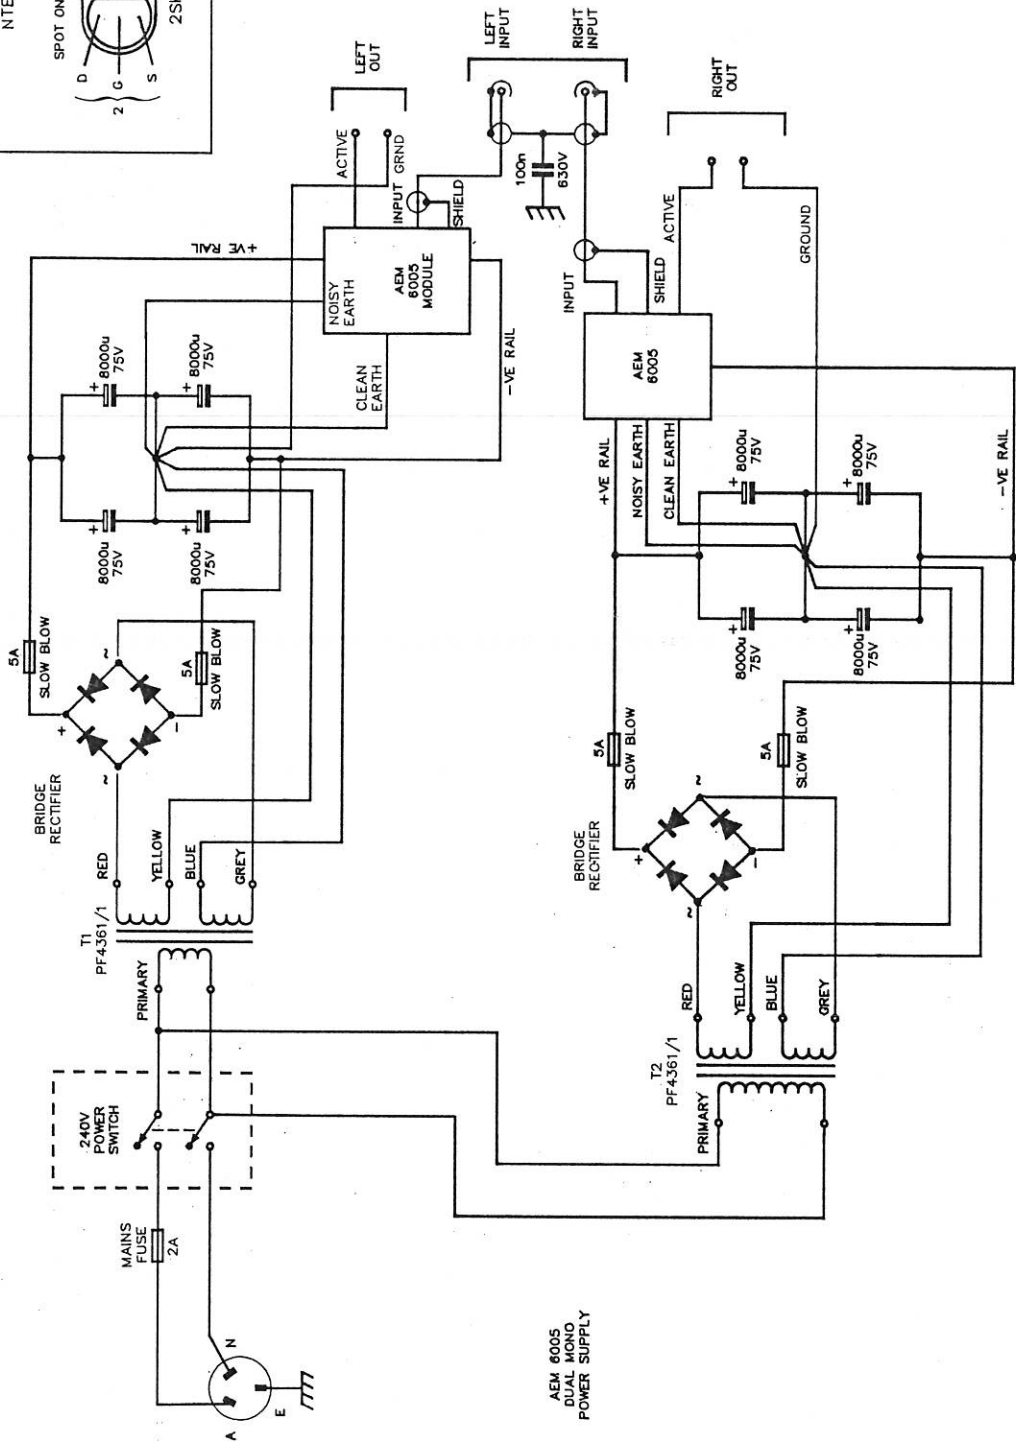 NTE
SPOT ON
2SK
D
G
S
2
LEFT
OUT
LEFT
INPUT
RIGHT
INPUT
RIGHT
OUT
ACTIVE
GRND
INPUT
SHIELD
100n
630V
+VE RAIL
NOISY
EARTH
AEM
6005
MODULE
CLEAN
EARTH
-VE RAIL
+ 8000u
75V
+ 8000u
75V
+ 8000u
75V
+ 8000u
75V
5A
SLOW BLOW
5A
SLOW BLOW
+
-
~
~
BRIDGE
RECTIFIER
RED
YELLOW
BLUE
GREY
T1
PF4361/1
PRIMARY
240V
POWER
SWITCH
MAINS
FUSE
2A
A
N
E
INPUT
SHIELD
ACTIVE
GROUND
AEM
6005
+VE RAIL
NOISY EARTH
CLEAN EARTH
-VE RAIL
+ 8000u
75V
+ 8000u
75V
+ 8000u
75V
+ 8000u
75V
5A
SLOW BLOW
5A
SLOW BLOW
+
-
~
~
BRIDGE
RECTIFIER
RED
YELLOW
BLUE
GREY
T2
PF4361/1
PRIMARY
AEM 6005
DUAL MONO
POWER SUPPLY